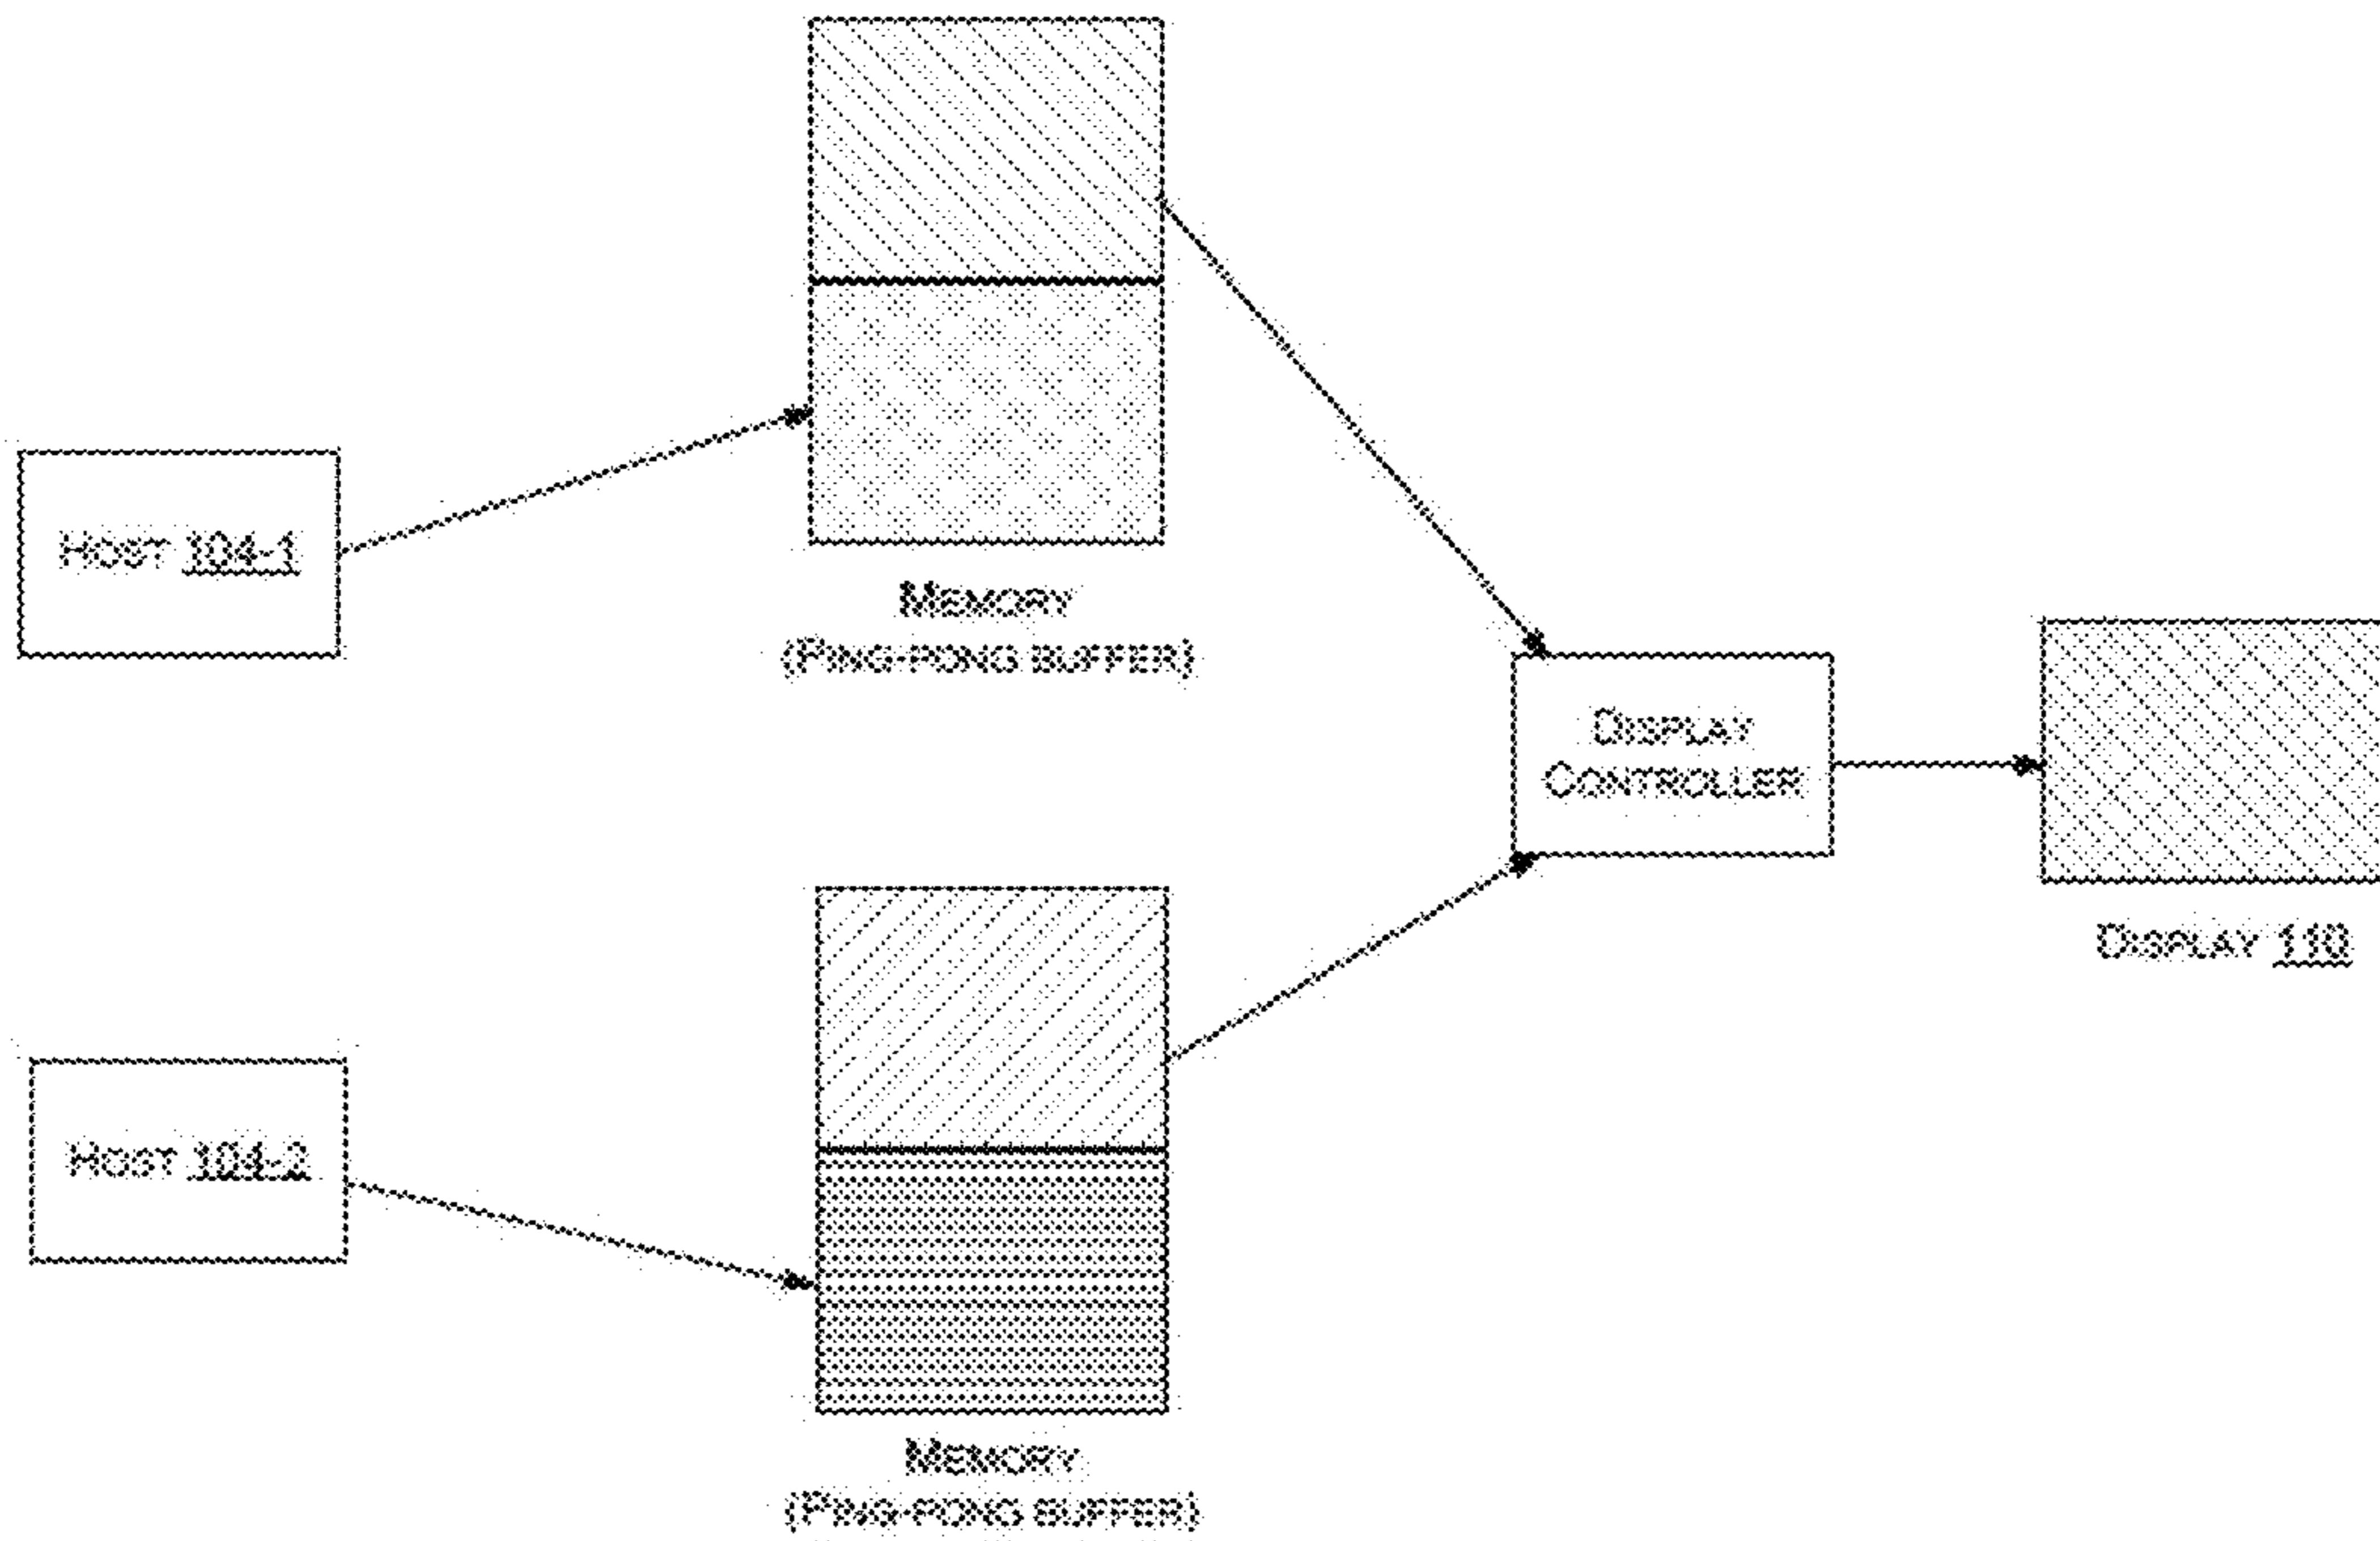 HOST 104-1
MEMORY
(PING-PONG BUFFER)
DISPLAY
CONTROLLER
DISPLAY 110
HOST 104-2
MEMORY
(PING-PONG BUFFER)